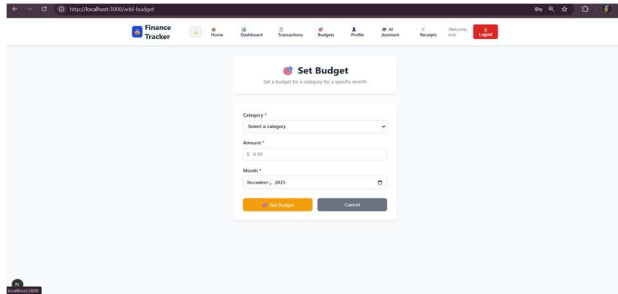 http://localhost:3000/add-budget
Finance Tracker
Home
Dashboard
Transactions
Budgets
Profile
AI Assistant
Receipts
Welcome,
Logout
Set Budget
Set a budget for a category for a specific month
Category *
Select a category
Amount *
$ 0.00
Month *
November, 2025
Set Budget
Cancel
N
localhost:3000